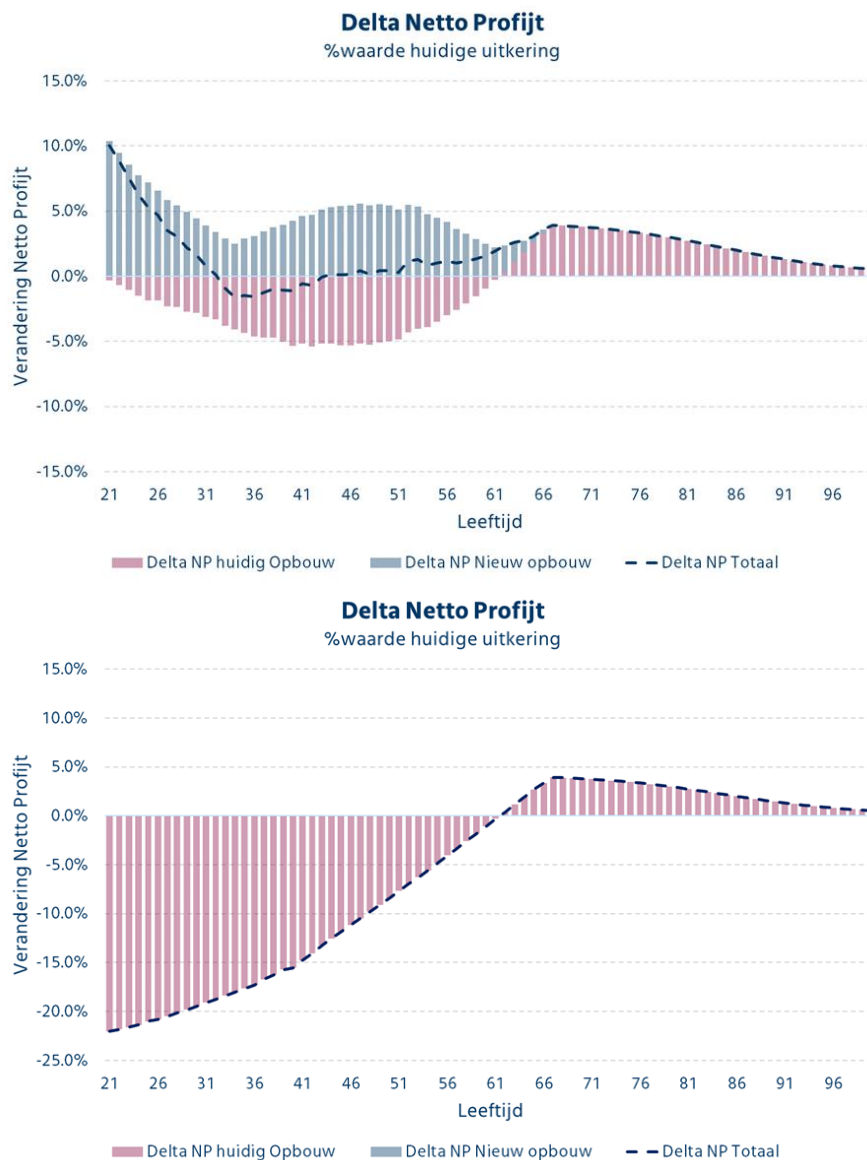 Delta Netto Profijt
%waarde huidige uitkering
Verandering Netto Profijt
15.0%
10.0%
5.0%
0.0%
-5.0%
-10.0%
-15.0%
21 26 31 36 41 46 51 56 61 66 71 76 81 86 91 96
Leeftijd
Delta NP huidig Opbouw Delta NP Nieuw opbouw Delta NP Totaal
Delta Netto Profijt
%waarde huidige uitkering
Verandering Netto Profijt
15.0%
10.0%
5.0%
0.0%
-5.0%
-10.0%
-15.0%
-20.0%
-25.0%
21 26 31 36 41 46 51 56 61 66 71 76 81 86 91 96
Leeftijd
Delta NP huidig Opbouw Delta NP Nieuw opbouw Delta NP Totaal